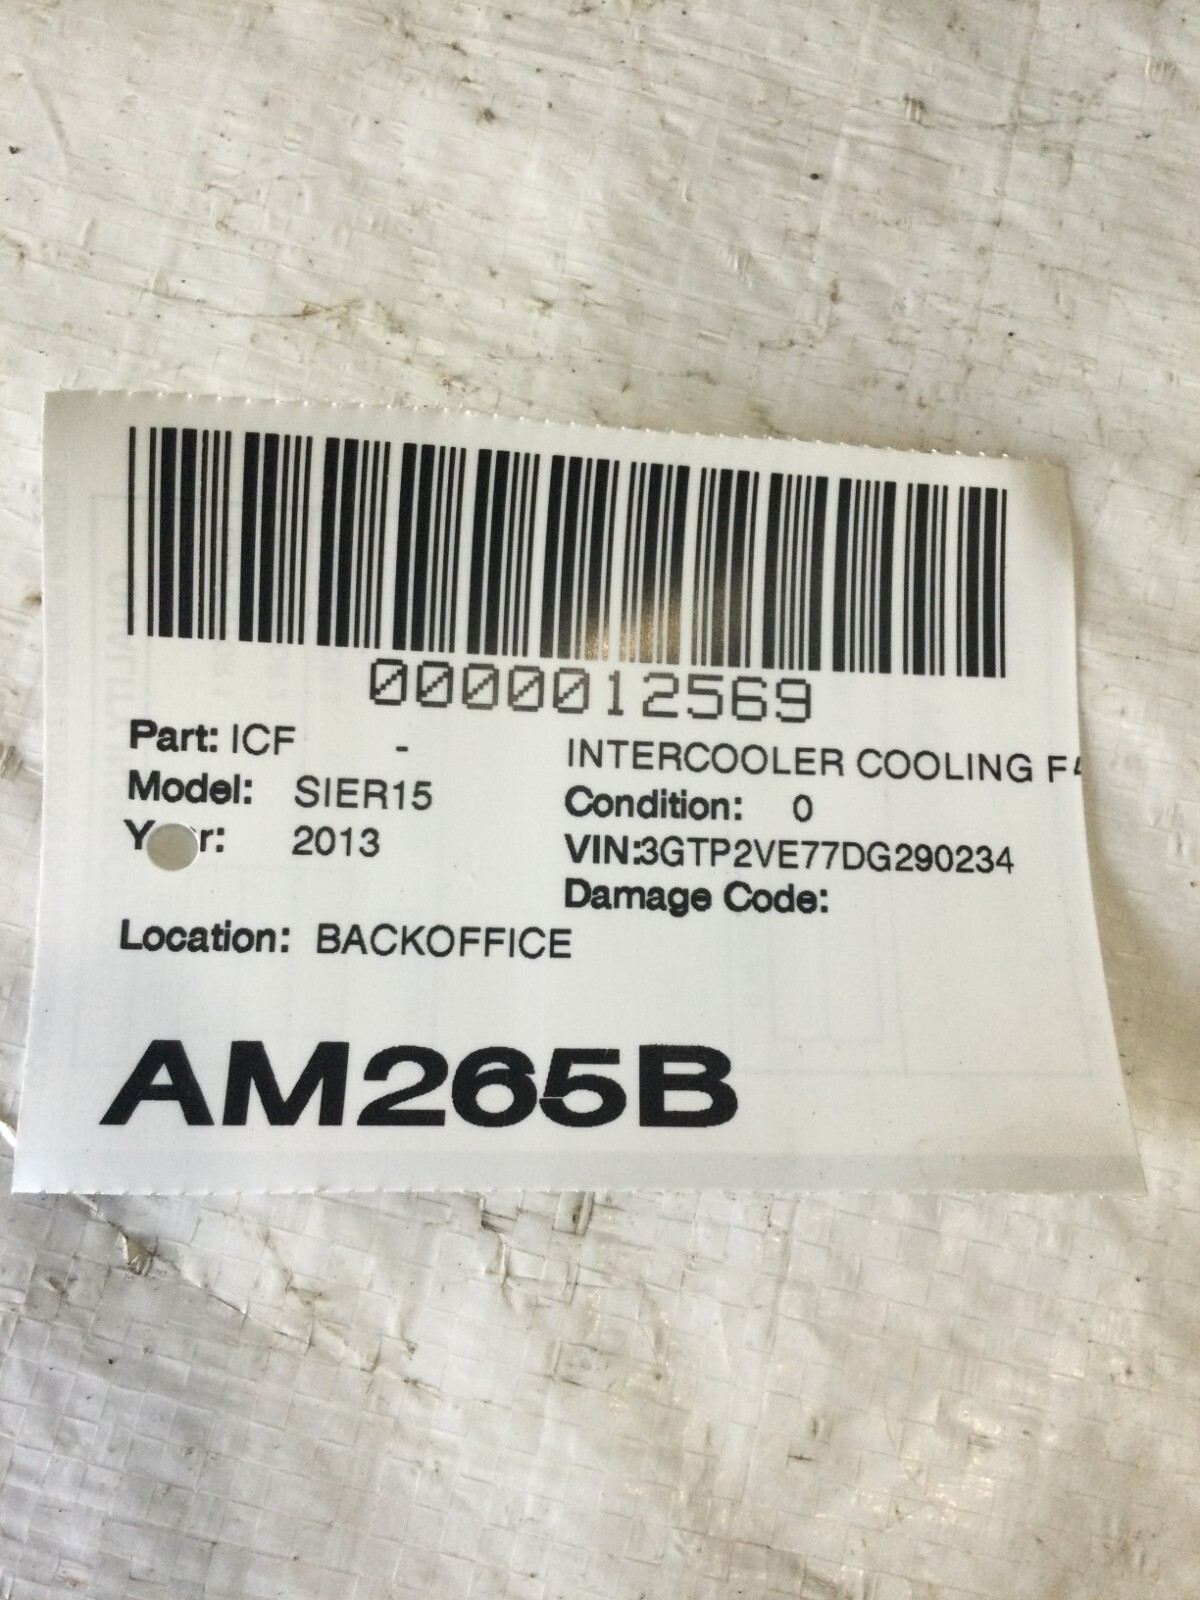 0000012569
Part: ICF - INTERCOOLER COOLING
Model: SIER15 Condition: 0
2013 VIN:3GTP2VE77DG290234
Damage Code:
Location: BACKOFFICE
AM265B